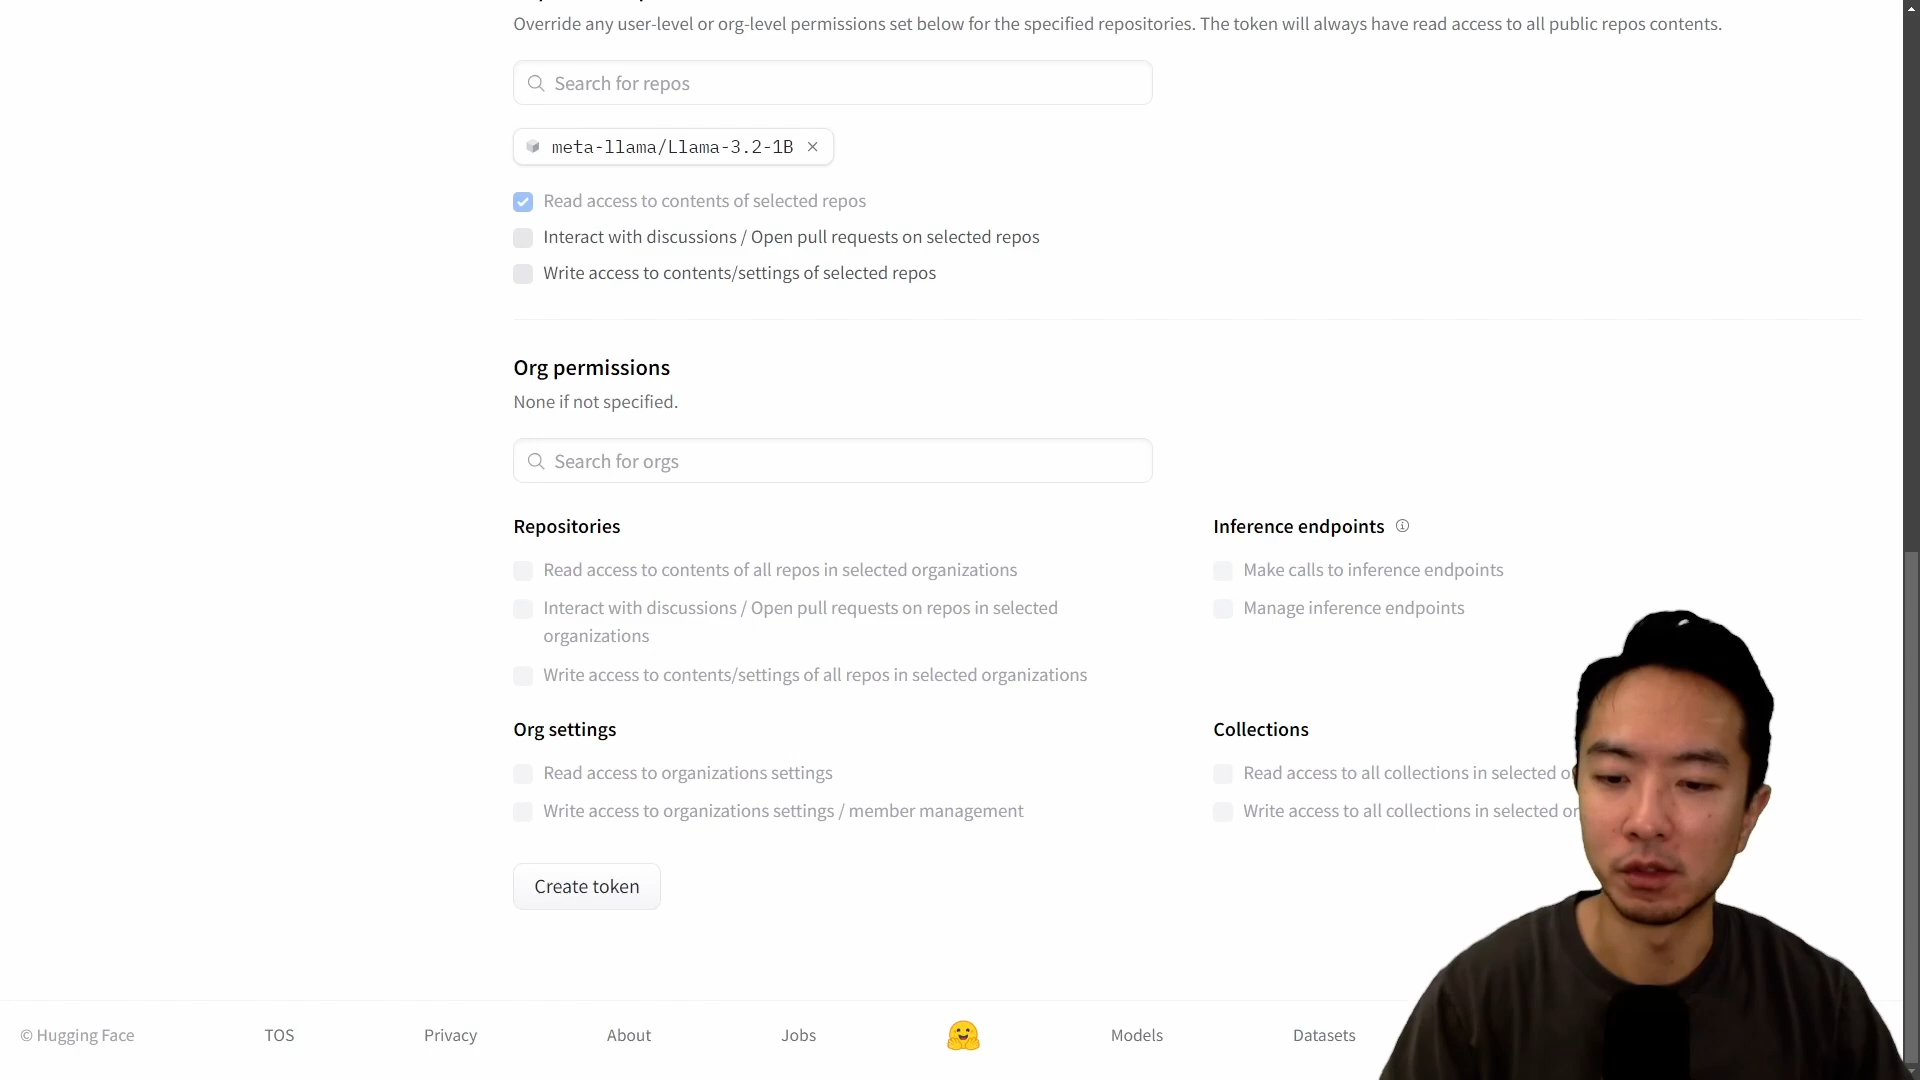 Override any user-level or org-level permissions set below for the specified repositories. The token will always have read access to all public repos contents.
Search for repos
meta-llama/Llama-3.2-1B
Read access to contents of selected repos
Interact with discussions / Open pull requests on selected repos
Write access to contents/settings of selected repos
Org permissions
None if not specified.
Search for orgs
Repositories
Read access to contents of all repos in selected organizations
Interact with discussions / Open pull requests on repos in selected
organizations
Write access to contents/settings of all repos in selected organizations
Inference endpoints
Make calls to inference endpoints
Manage inference endpoints
Org settings
Read access to organizations settings
Write access to organizations settings / member management
Collections
Read access to all collections in selected
Write access to all collections in selected
Create token
© Hugging Face
TOS
Privacy
About
Jobs
Models
Datasets